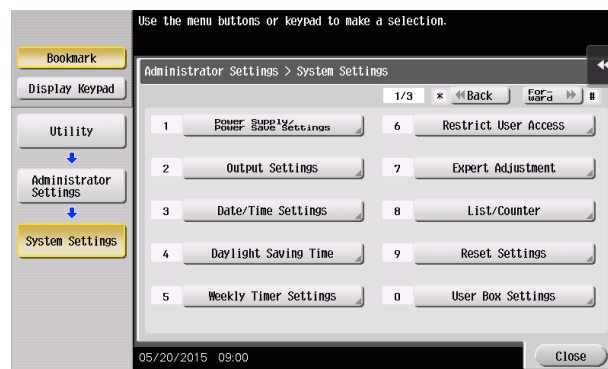 Use the menu buttons or keypad to make a selection.
Bookmark
Display Keypad
Utility
Administrator
Settings
System Settings
Administrator Settings > System Settings
1/3 * Back For-
ward #
1 Power Supply/
Power Save Settings
6 Restrict User Access
2 Output Settings
7 Expert Adjustment
3 Date/Time Settings
8 List/Counter
4 Daylight Saving Time
9 Reset Settings
5 Weekly Timer Settings
0 User Box Settings
05/20/2015 09:00
Close